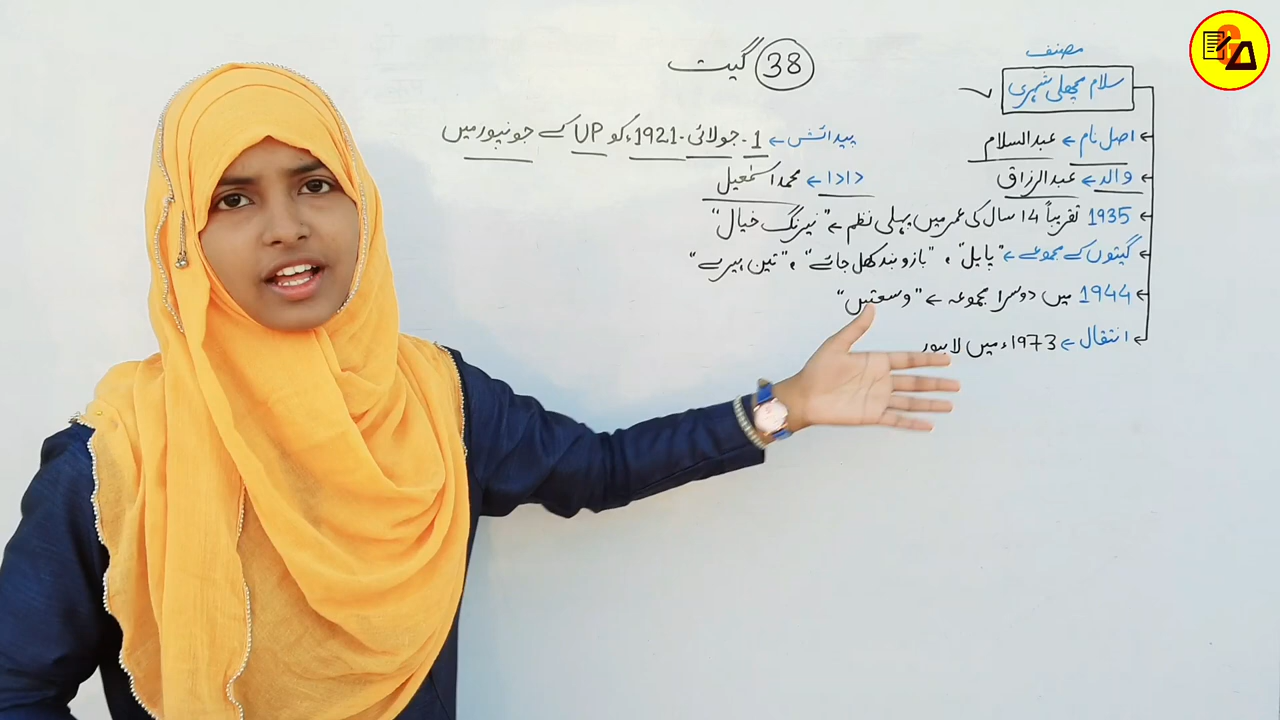 38 گیت
مصنف
سلام مچھلی شہری
اصل نام ← عبدالسلام
پیدائش ← 1۔ جولائی۔ 1921ء کو UP کے جونپور میں
والد ← عبدالرزاق
دادا ← محمد اسمٰعیل
1935 تقریباً 14 سال کی عمر میں پہلی نظم ← "نیرنگ خیال"
گیتوں کے مجموعے ← "پایل"، "بازو بند کھل جائے"، "تین ہیرے"
1944 میں دوسرا مجموعہ ← "وسعتیں"
انتقال ← 1973ء میں لاہور